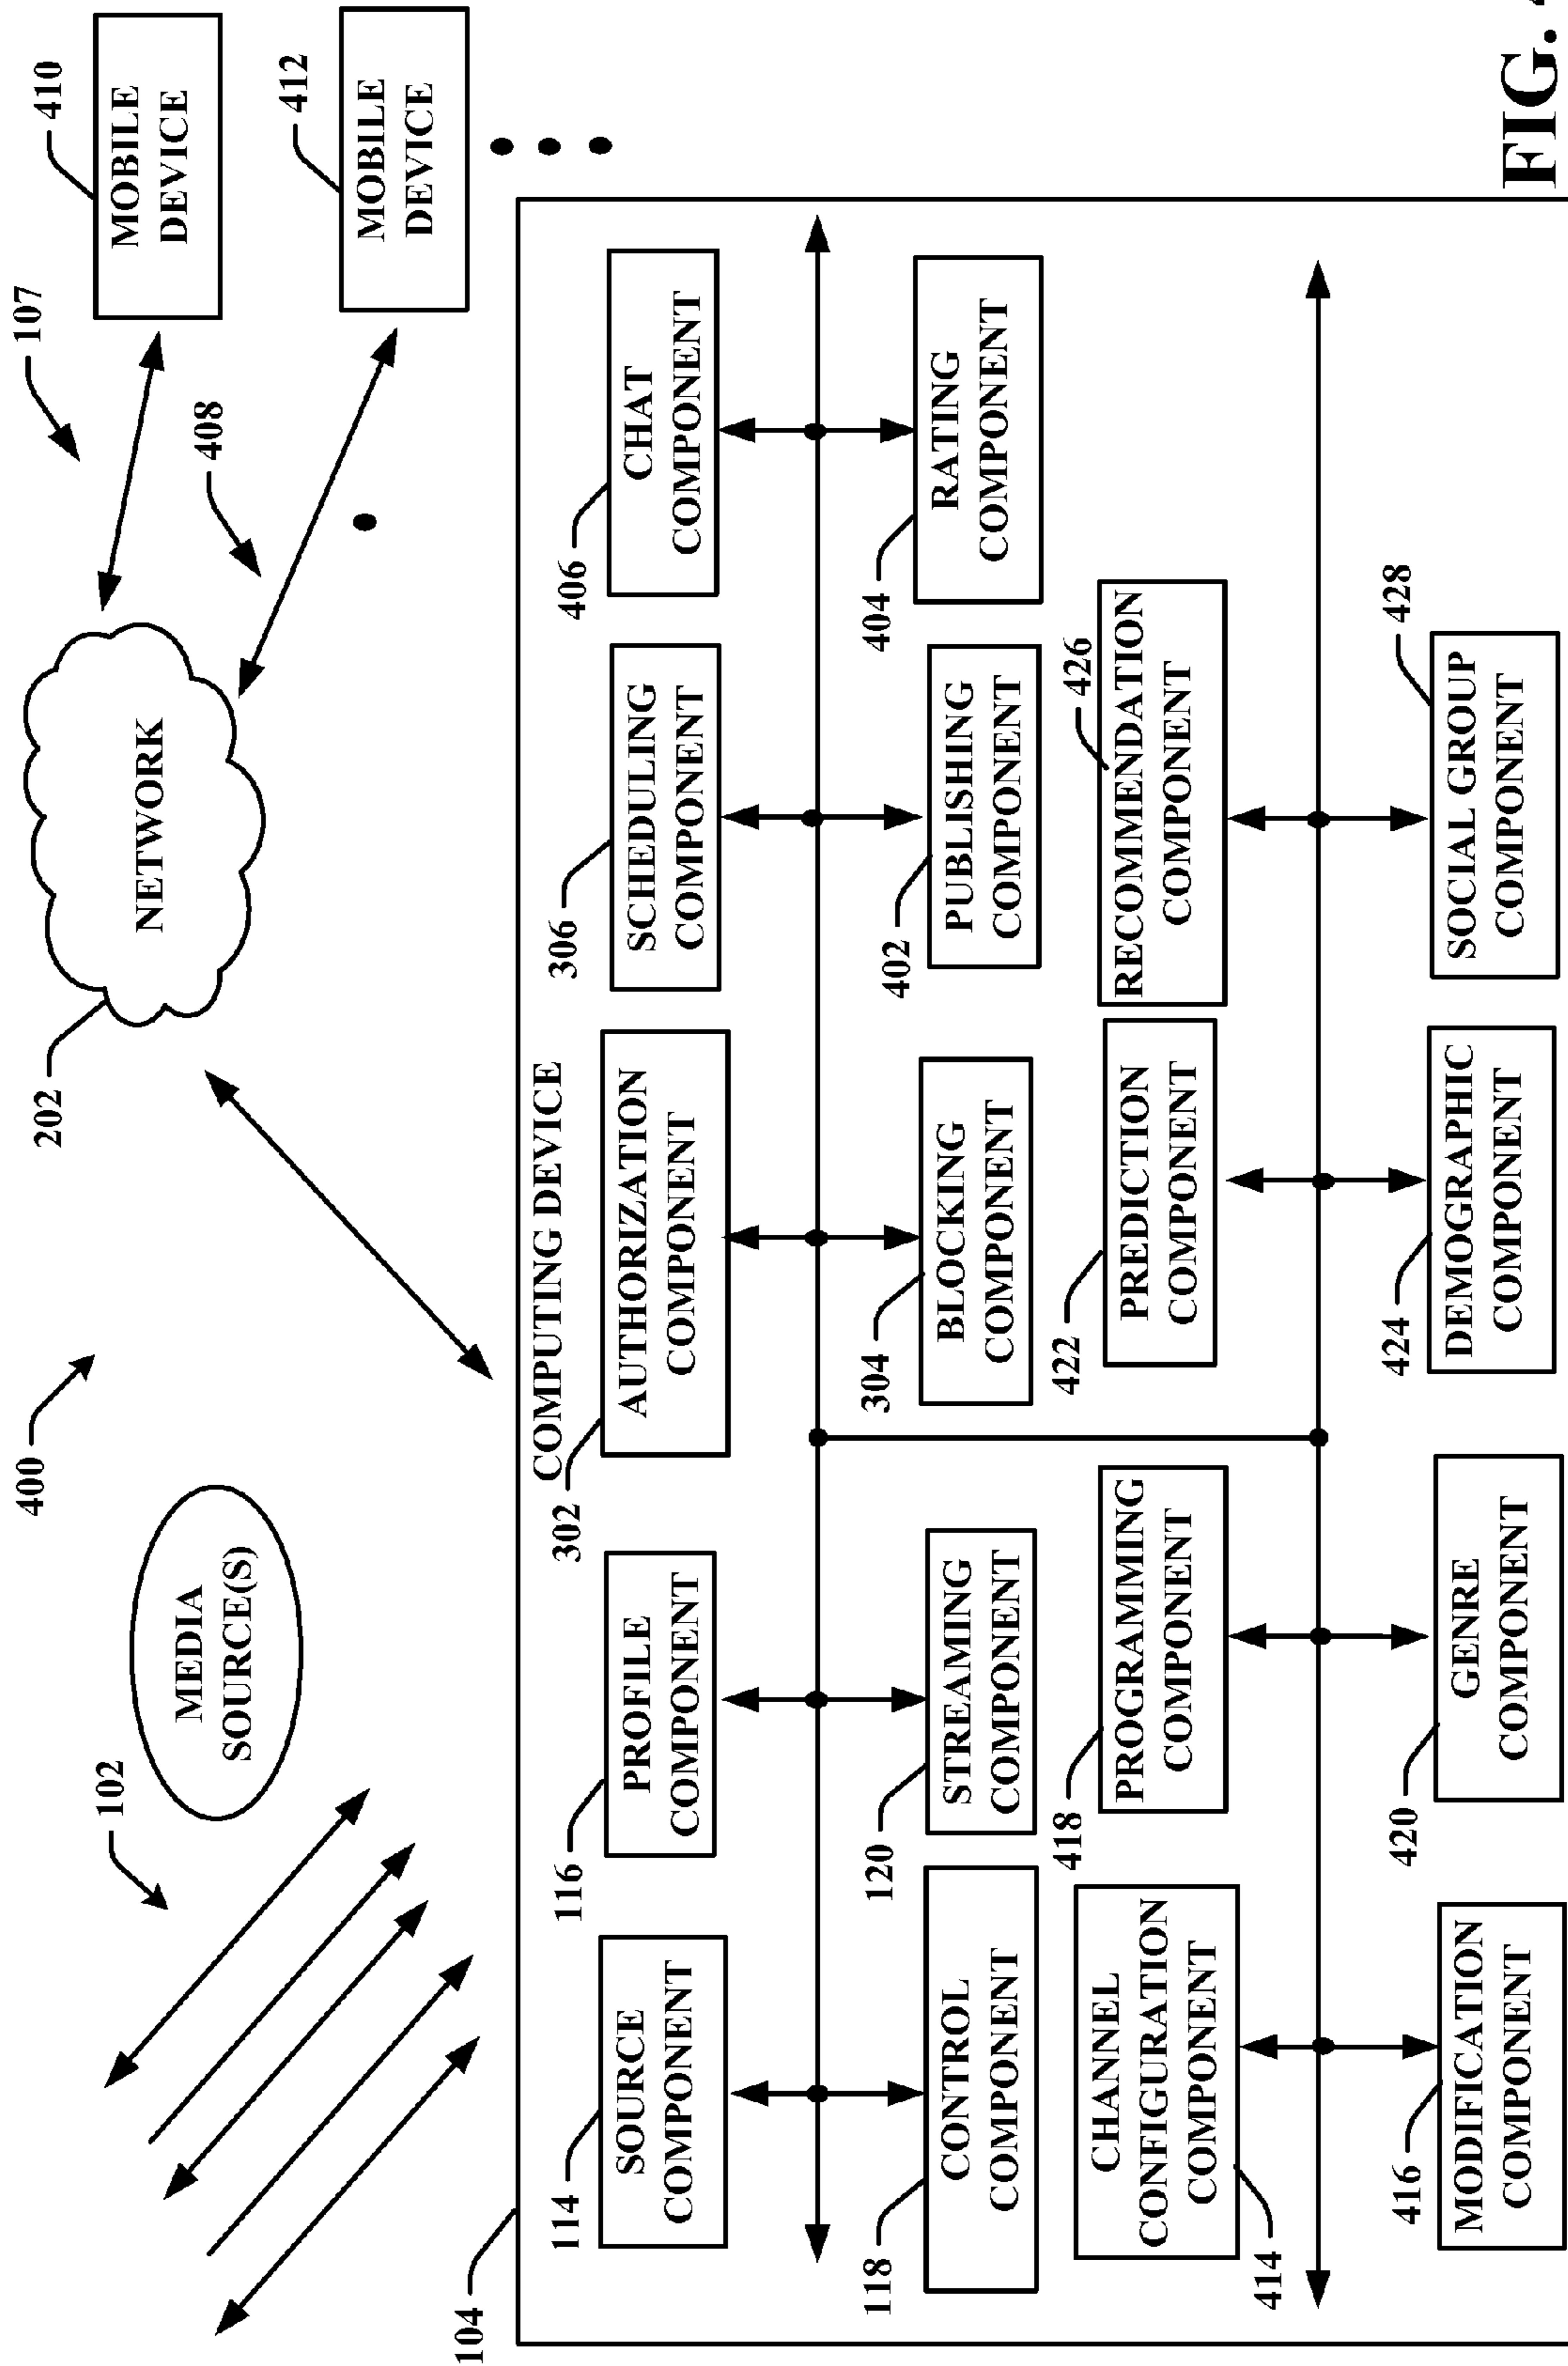 400
102
MEDIA
SOURCE(S)
202
NETWORK
107
408
410
MOBILE
DEVICE
412
MOBILE
DEVICE
104
COMPUTING DEVICE
114
SOURCE
COMPONENT
116
PROFILE
COMPONENT
302
AUTHORIZATION
COMPONENT
306
SCHEDULING
COMPONENT
406
CHAT
COMPONENT
118
CONTROL
COMPONENT
120
STREAMING
COMPONENT
304
BLOCKING
COMPONENT
402
PUBLISHING
COMPONENT
404
RATING
COMPONENT
414
CHANNEL
CONFIGURATION
COMPONENT
418
PROGRAMMING
COMPONENT
422
PREDICTION
COMPONENT
426
RECOMMENDATION
COMPONENT
416
MODIFICATION
COMPONENT
420
GENRE
COMPONENT
424
DEMOGRAPHIC
COMPONENT
428
SOCIAL GROUP
COMPONENT
FIG.